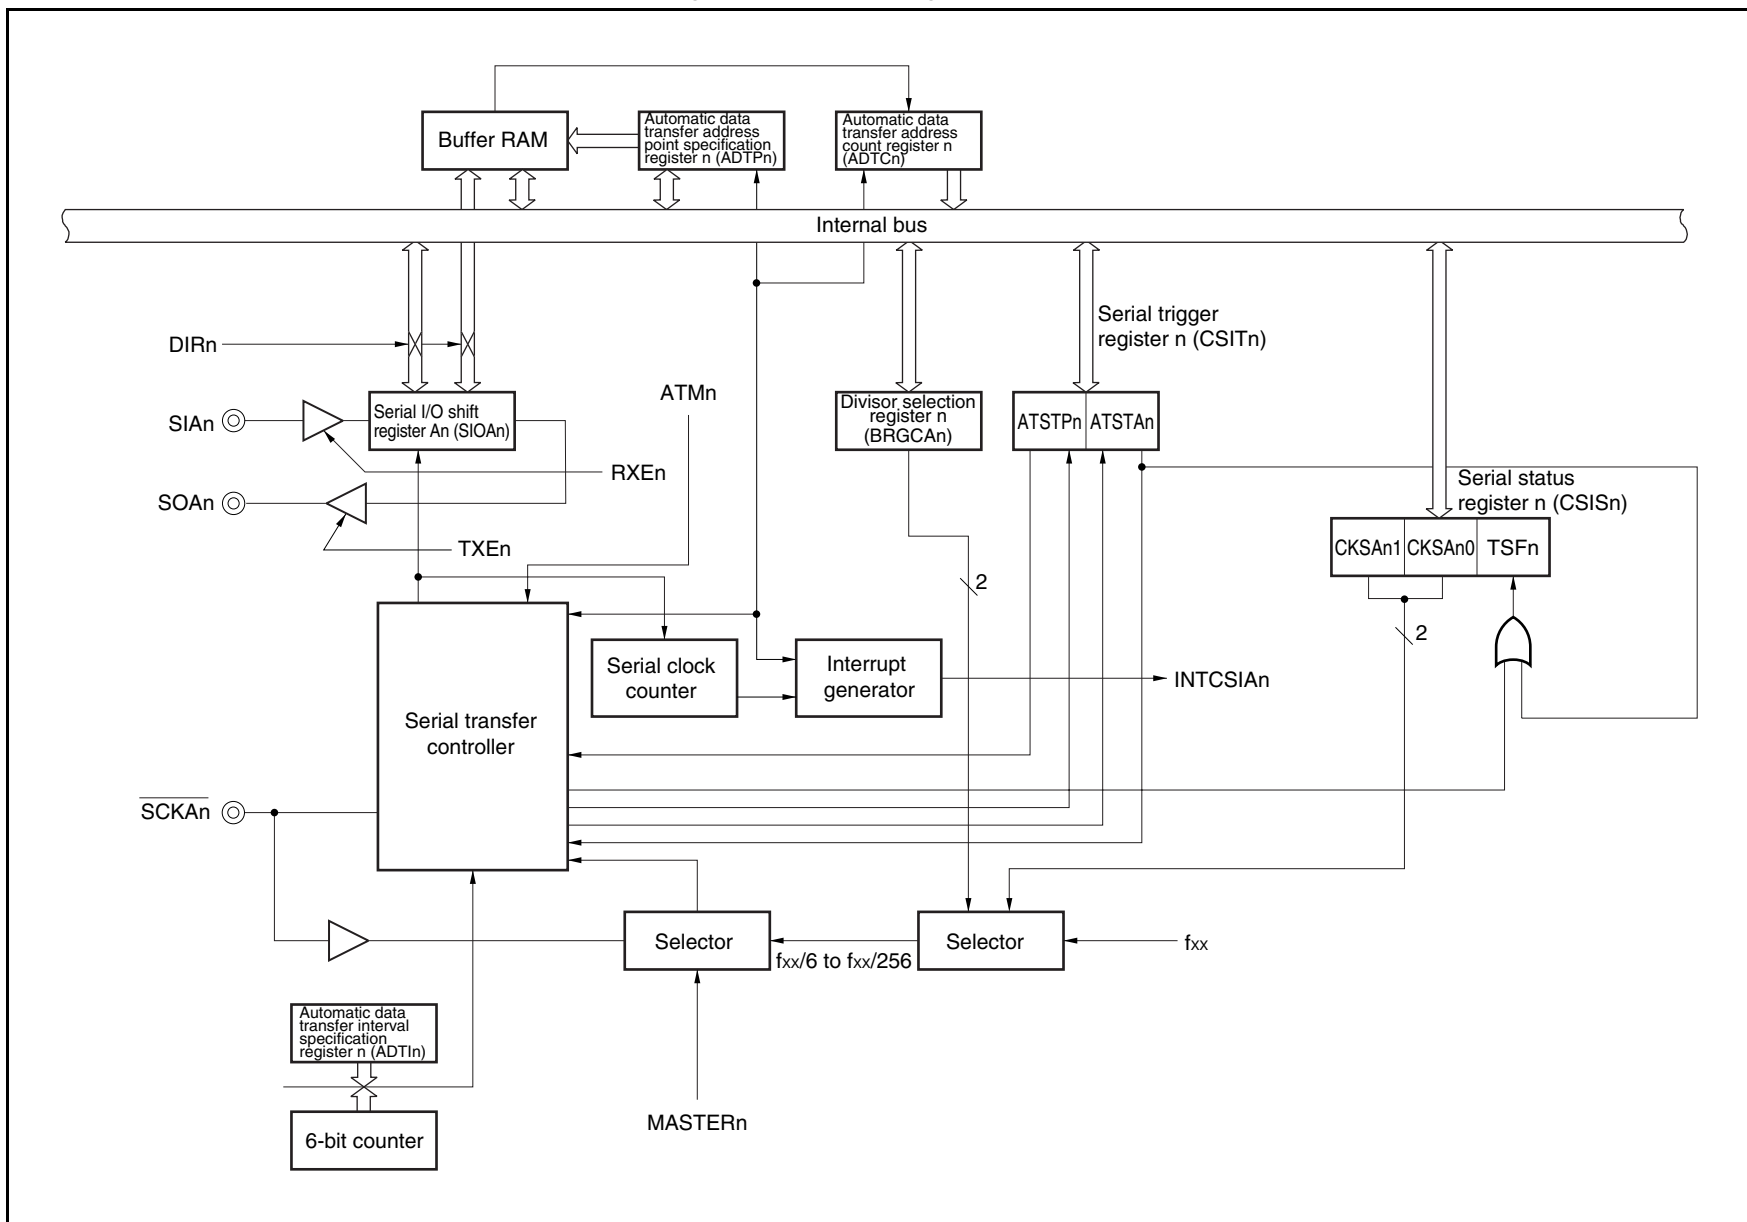 Buffer RAM
Automatic data
transfer address
point specification
register n (ADTPn)
Automatic data
transfer address
count register n
(ADTCn)
Internal bus
DIRn
SIAn
Serial I/O shift
register An (SIOAn)
RXEn
SOAn
TXEn
ATMn
Divisor selection
register n
(BRGCAn)
Serial trigger
register n (CSITn)
ATSTPn
ATSTAn
Serial status
register n (CSISn)
CKSAn1
CKSAn0
TSFn
2
2
Serial clock
counter
Interrupt
generator
INTCSIAn
Serial transfer
controller
SCKAn
Selector
fxx/6 to fxx/256
Selector
fxx
Automatic data
transfer interval
specification
register n (ADTIn)
6-bit counter
MASTERn